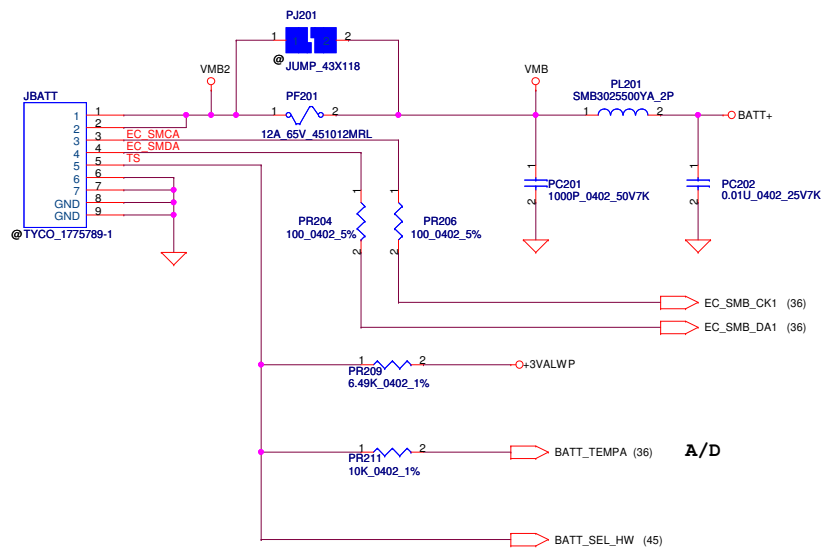 PJ201
1 1 2 2
@ JUMP_43X118
VMB2
VMB
PL201
SMB3025500YA_2P
JBATT
PF201
1 2
1 2
BATT+
12A_65V_451012MRL
1 1
2 2
3 3 EC_SMCA
4 4 EC_SMDA
5 5 TS
6 6
7 7
GND 8
GND 9
@ TYCO_1775789-1
1
PC201
1000P_0402_50V7K
2
1
PC202
0.01U_0402_25V7K
2
1
PR204
100_0402_5%
2
1
PR206
100_0402_5%
2
EC_SMB_CK1 (36)
EC_SMB_DA1 (36)
1 2
PR209
6.49K_0402_1%
+3VALWP
1 2
PR211
10K_0402_1%
BATT_TEMPA (36)
A/D
BATT_SEL_HW (45)